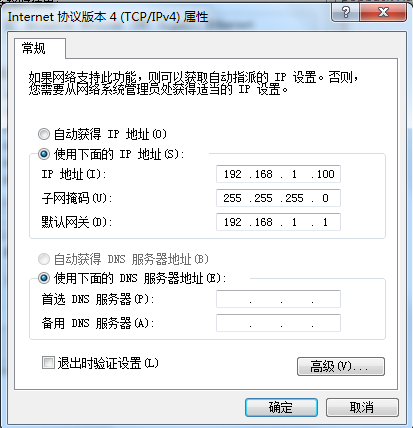 Internet 协议版本 4 (TCP/IPv4) 属性
常规
如果网络支持此功能，则可以获取自动指派的 IP 设置。否则，
您需要从网络系统管理员处获得适当的 IP 设置。
自动获得 IP 地址(O)
使用下面的 IP 地址(S):
IP 地址(I): 192 .168 . 1 .100
子网掩码(U): 255 .255 .255 . 0
默认网关(D): 192 .168 . 1 . 1
自动获得 DNS 服务器地址(B)
使用下面的 DNS 服务器地址(E):
首选 DNS 服务器(P): . . .
备用 DNS 服务器(A): . . .
退出时验证设置(L)
高级(V)...
确定 取消